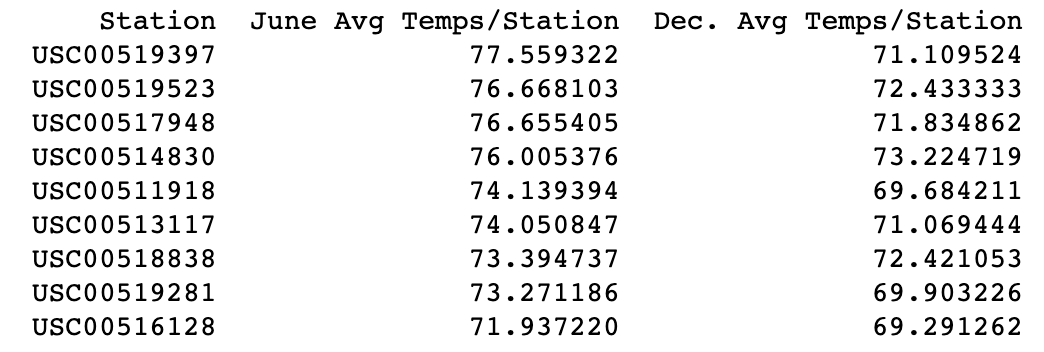 Station June Avg Temps/Station Dec. Avg Temps/Station
USC00519397 77.559322 71.109524
USC00519523 76.668103 72.433333
USC00517948 76.655405 71.834862
USC00514830 76.005376 73.224719
USC00511918 74.139394 69.684211
USC00513117 74.050847 71.069444
USC00518838 73.394737 72.421053
USC00519281 73.271186 69.903226
USC00516128 71.937220 69.291262